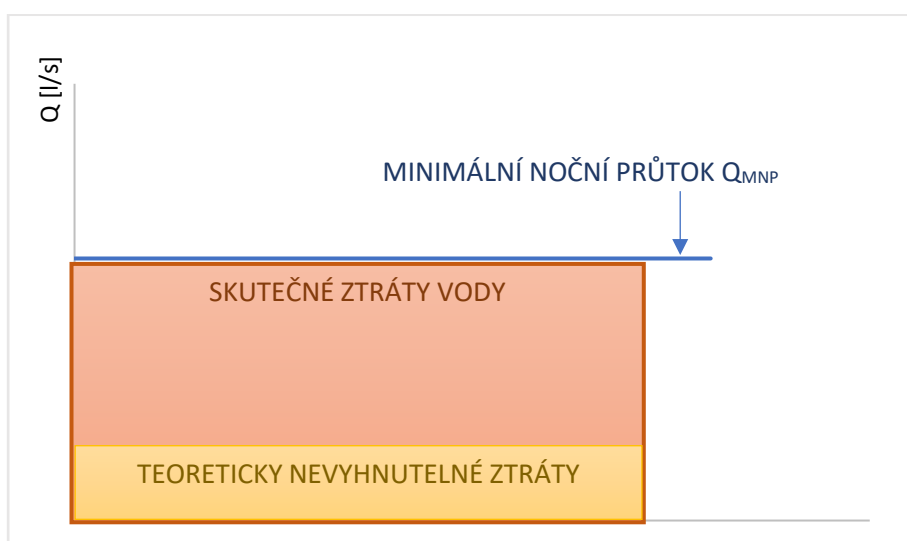 Q [l/s]
MINIMÁLNÍ NOČNÍ PRŮTOK QMNP
SKUTEČNÉ ZTRÁTY VODY
TEORETICKY NEVYHNUTELNÉ ZTRÁTY